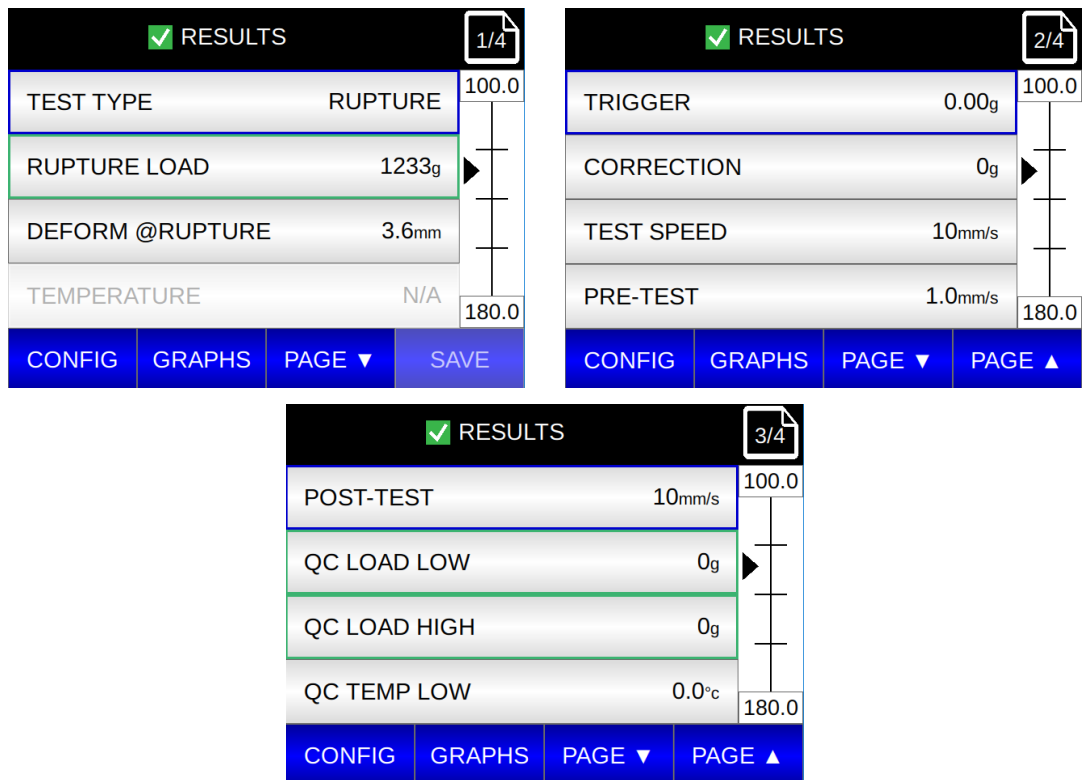 RESULTS
1/4
TEST TYPE RUPTURE
100.0
RUPTURE LOAD 1233g
DEFORM @RUPTURE 3.6mm
TEMPERATURE N/A
180.0
CONFIG GRAPHS PAGE ▼ SAVE
RESULTS
2/4
TRIGGER 0.00g
100.0
CORRECTION 0g
TEST SPEED 10mm/s
PRE-TEST 1.0mm/s
180.0
CONFIG GRAPHS PAGE ▼ PAGE ▲
RESULTS
3/4
POST-TEST 10mm/s
100.0
QC LOAD LOW 0g
QC LOAD HIGH 0g
QC TEMP LOW 0.0°c
180.0
CONFIG GRAPHS PAGE ▼ PAGE ▲